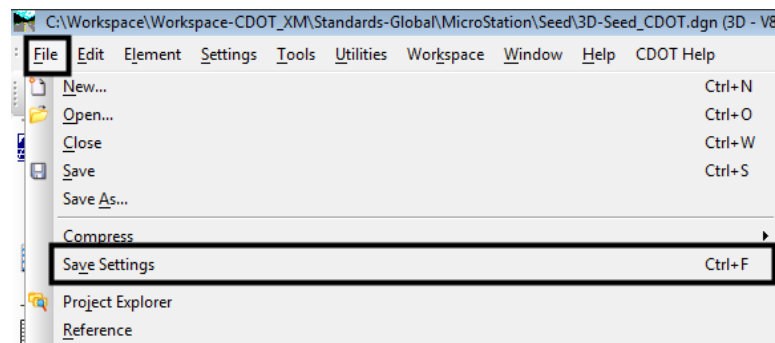 C:\Workspace\Workspace-CDOT_XM\Standards-Global\MicroStation\Seed\3D-Seed_CDOT.dgn (3D - V8
File Edit Element Settings Tools Utilities Workspace Window Help CDOT Help
New... Ctrl+N
Open... Ctrl+O
Close Ctrl+W
Save Ctrl+S
Save As...
Compress
Save Settings Ctrl+F
Project Explorer
Reference